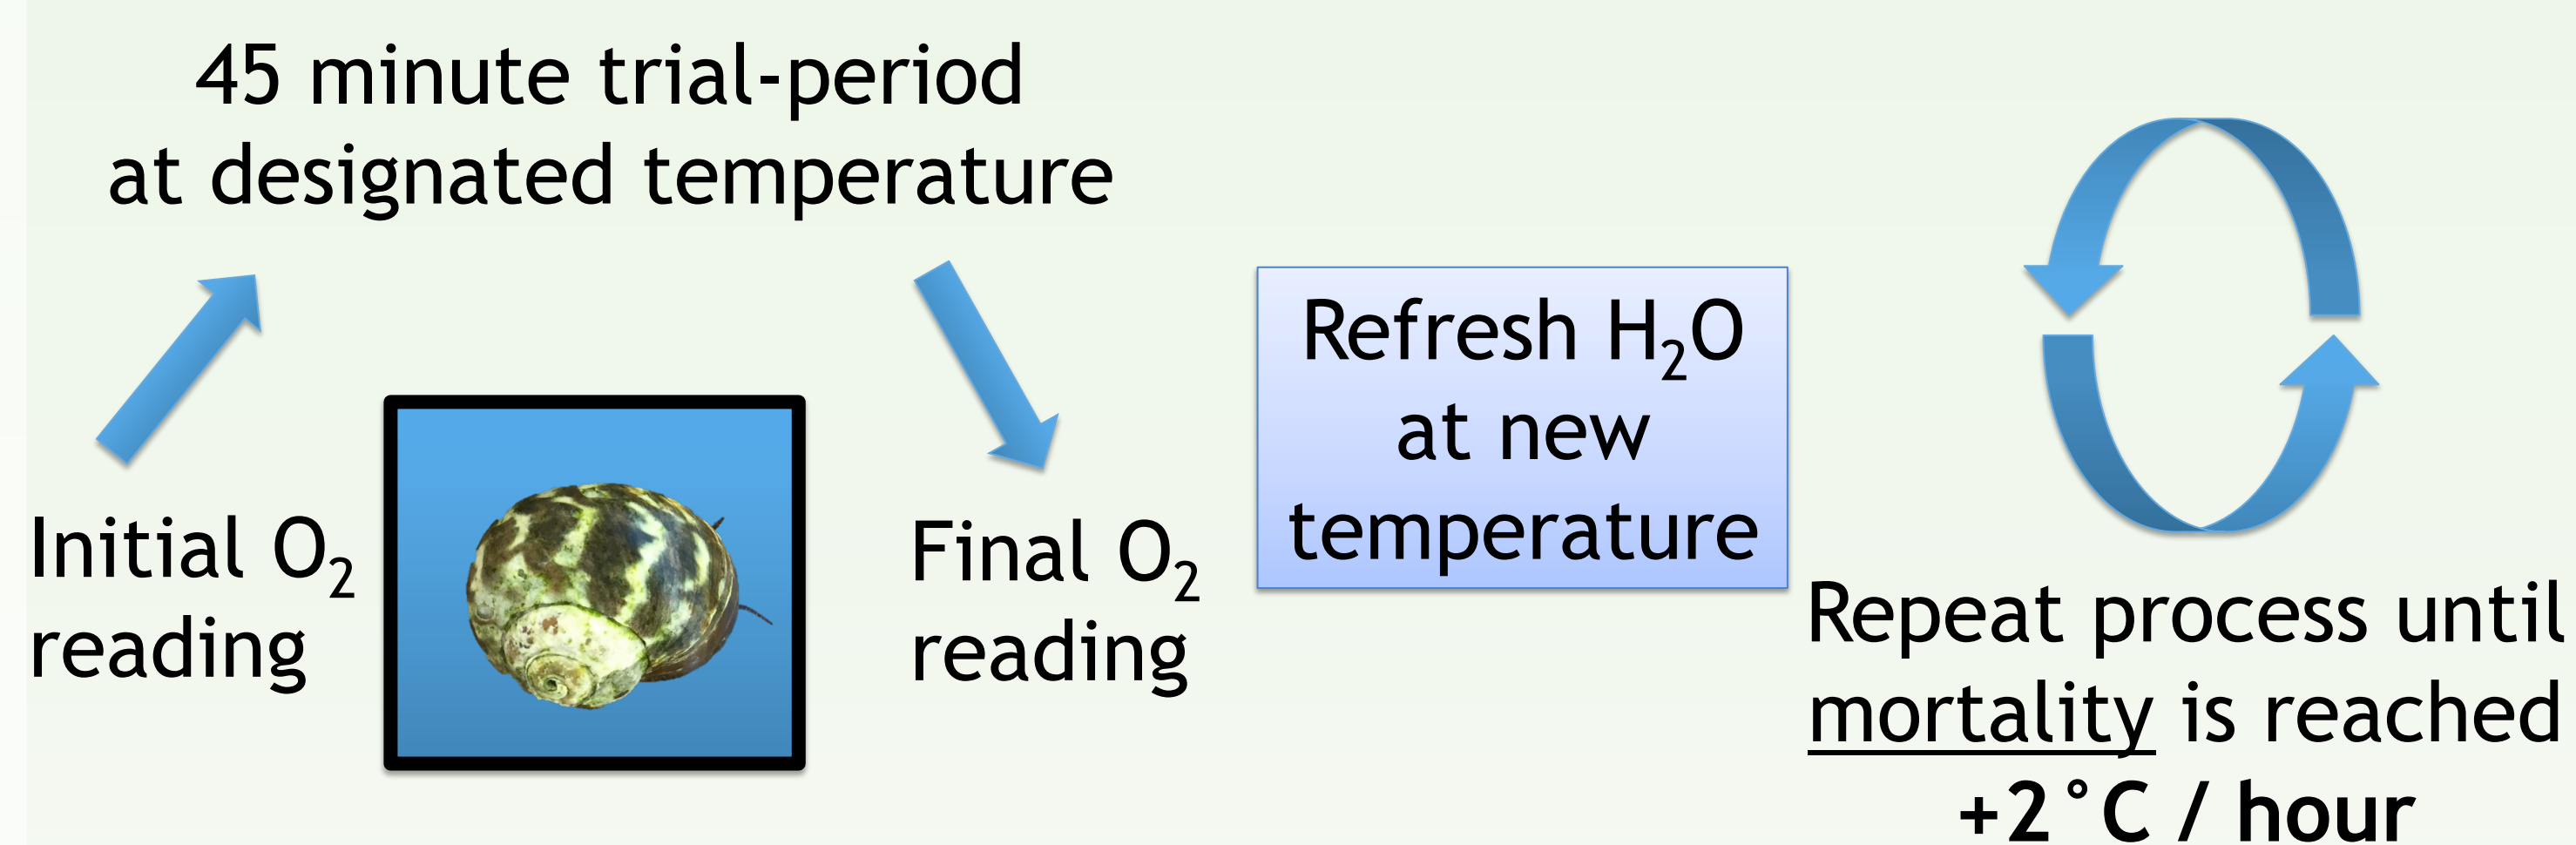 45 minute trial-period
at designated temperature
Initial O₂
reading
Final O₂
reading
Refresh H₂O
at new
temperature
Repeat process until
mortality is reached
+2°C / hour